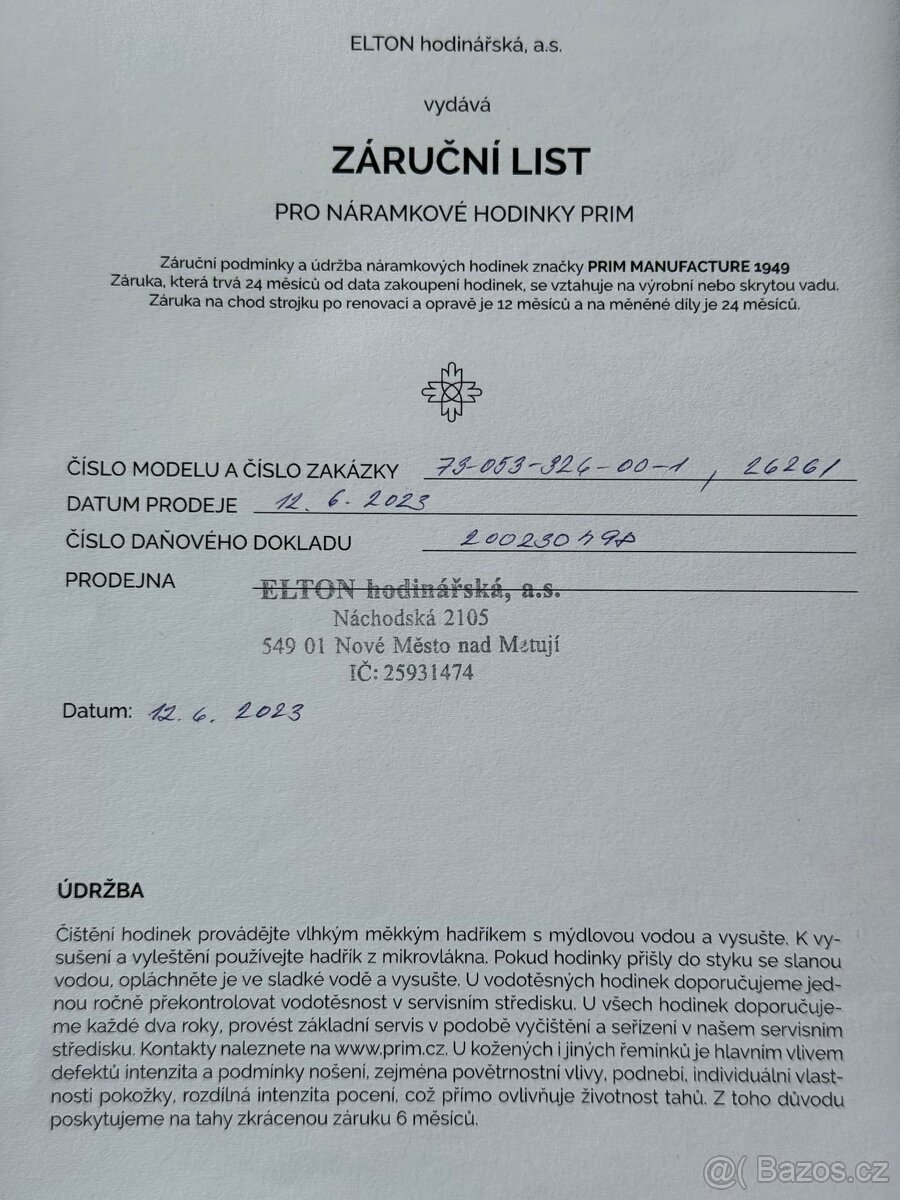 ELTON hodinářská, a.s.
vydává
ZÁRUČNÍ LIST
PRO NÁRAMKOVÉ HODINKY PRIM
Záruční podmínky a údržba náramkových hodinek značky PRIM MANUFACTURE 1949
Záruka, která trvá 24 měsíců od data zakoupení hodinek, se vztahuje na výrobní nebo skrytou vadu.
Záruka na chod strojku po renovaci a opravě je 12 měsíců a na měněné díly je 24 měsíců.
ČÍSLO MODELU A ČÍSLO ZAKÁZKY 73-053-326-00-1, 26261
DATUM PRODEJE 12. 6. 2023
ČÍSLO DAŇOVÉHO DOKLADU
PRODEJNA ELTON hodinářská, a.s.
Náchodská 2105
549 01 Nové Město nad Metují
IČ: 25931474
Datum: 12. 6. 2023
ÚDRŽBA
Čištění hodinek provádějte vlhkým měkkým hadříkem s mýdlovou vodou a vysušte. K vy-
sušení a vyleštění používejte hadřík z mikrovlákna. Pokud hodinky přišly do styku se slanou
vodou, opláchněte je ve sladké vodě a vysušte. U vodotěsných hodinek doporučujeme jed-
nou ročně překontrolovat vodotěsnost v servisním středisku. U všech hodinek doporučuje-
me každé dva roky, provést základní servis v podobě vyčištění a seřízení v našem servisním
středisku. Kontakty naleznete na www.prim.cz. U kožených i jiných řemínků je hlavním vlivem
defektů intenzita a podmínky nošení, zejména povětrnostní vlivy, podnebí, individuální vlast-
nosti pokožky, rozdílná intenzita pocení, což přímo ovlivňuje životnost tahů. Z toho důvodu
poskytujeme na tahy zkrácenou záruku 6 měsíců.
@( Bazos.cz